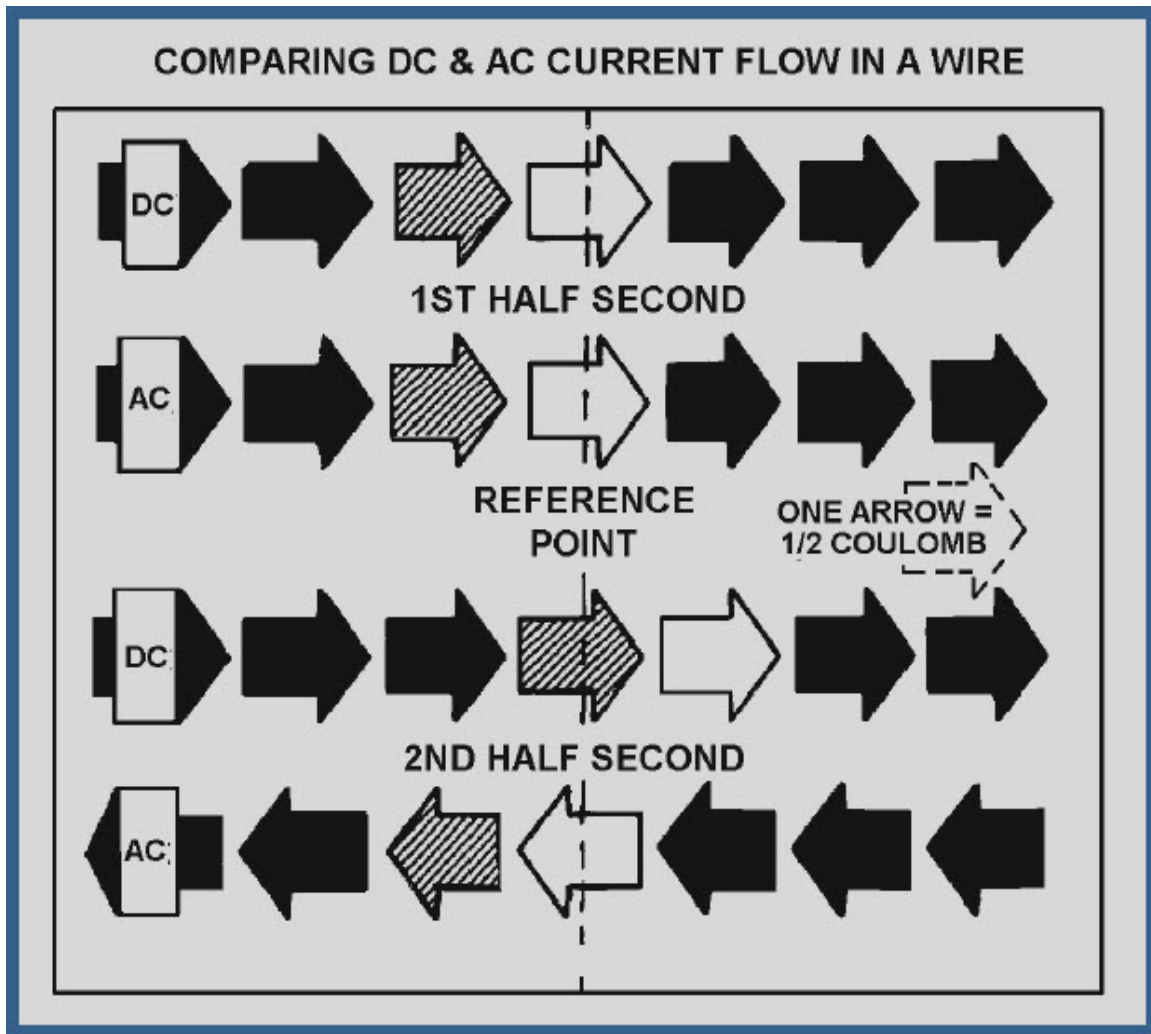 COMPARING DC & AC CURRENT FLOW IN A WIRE
DC
1ST HALF SECOND
AC
REFERENCE
POINT
ONE ARROW =
1/2 COULOMB
DC
2ND HALF SECOND
AC